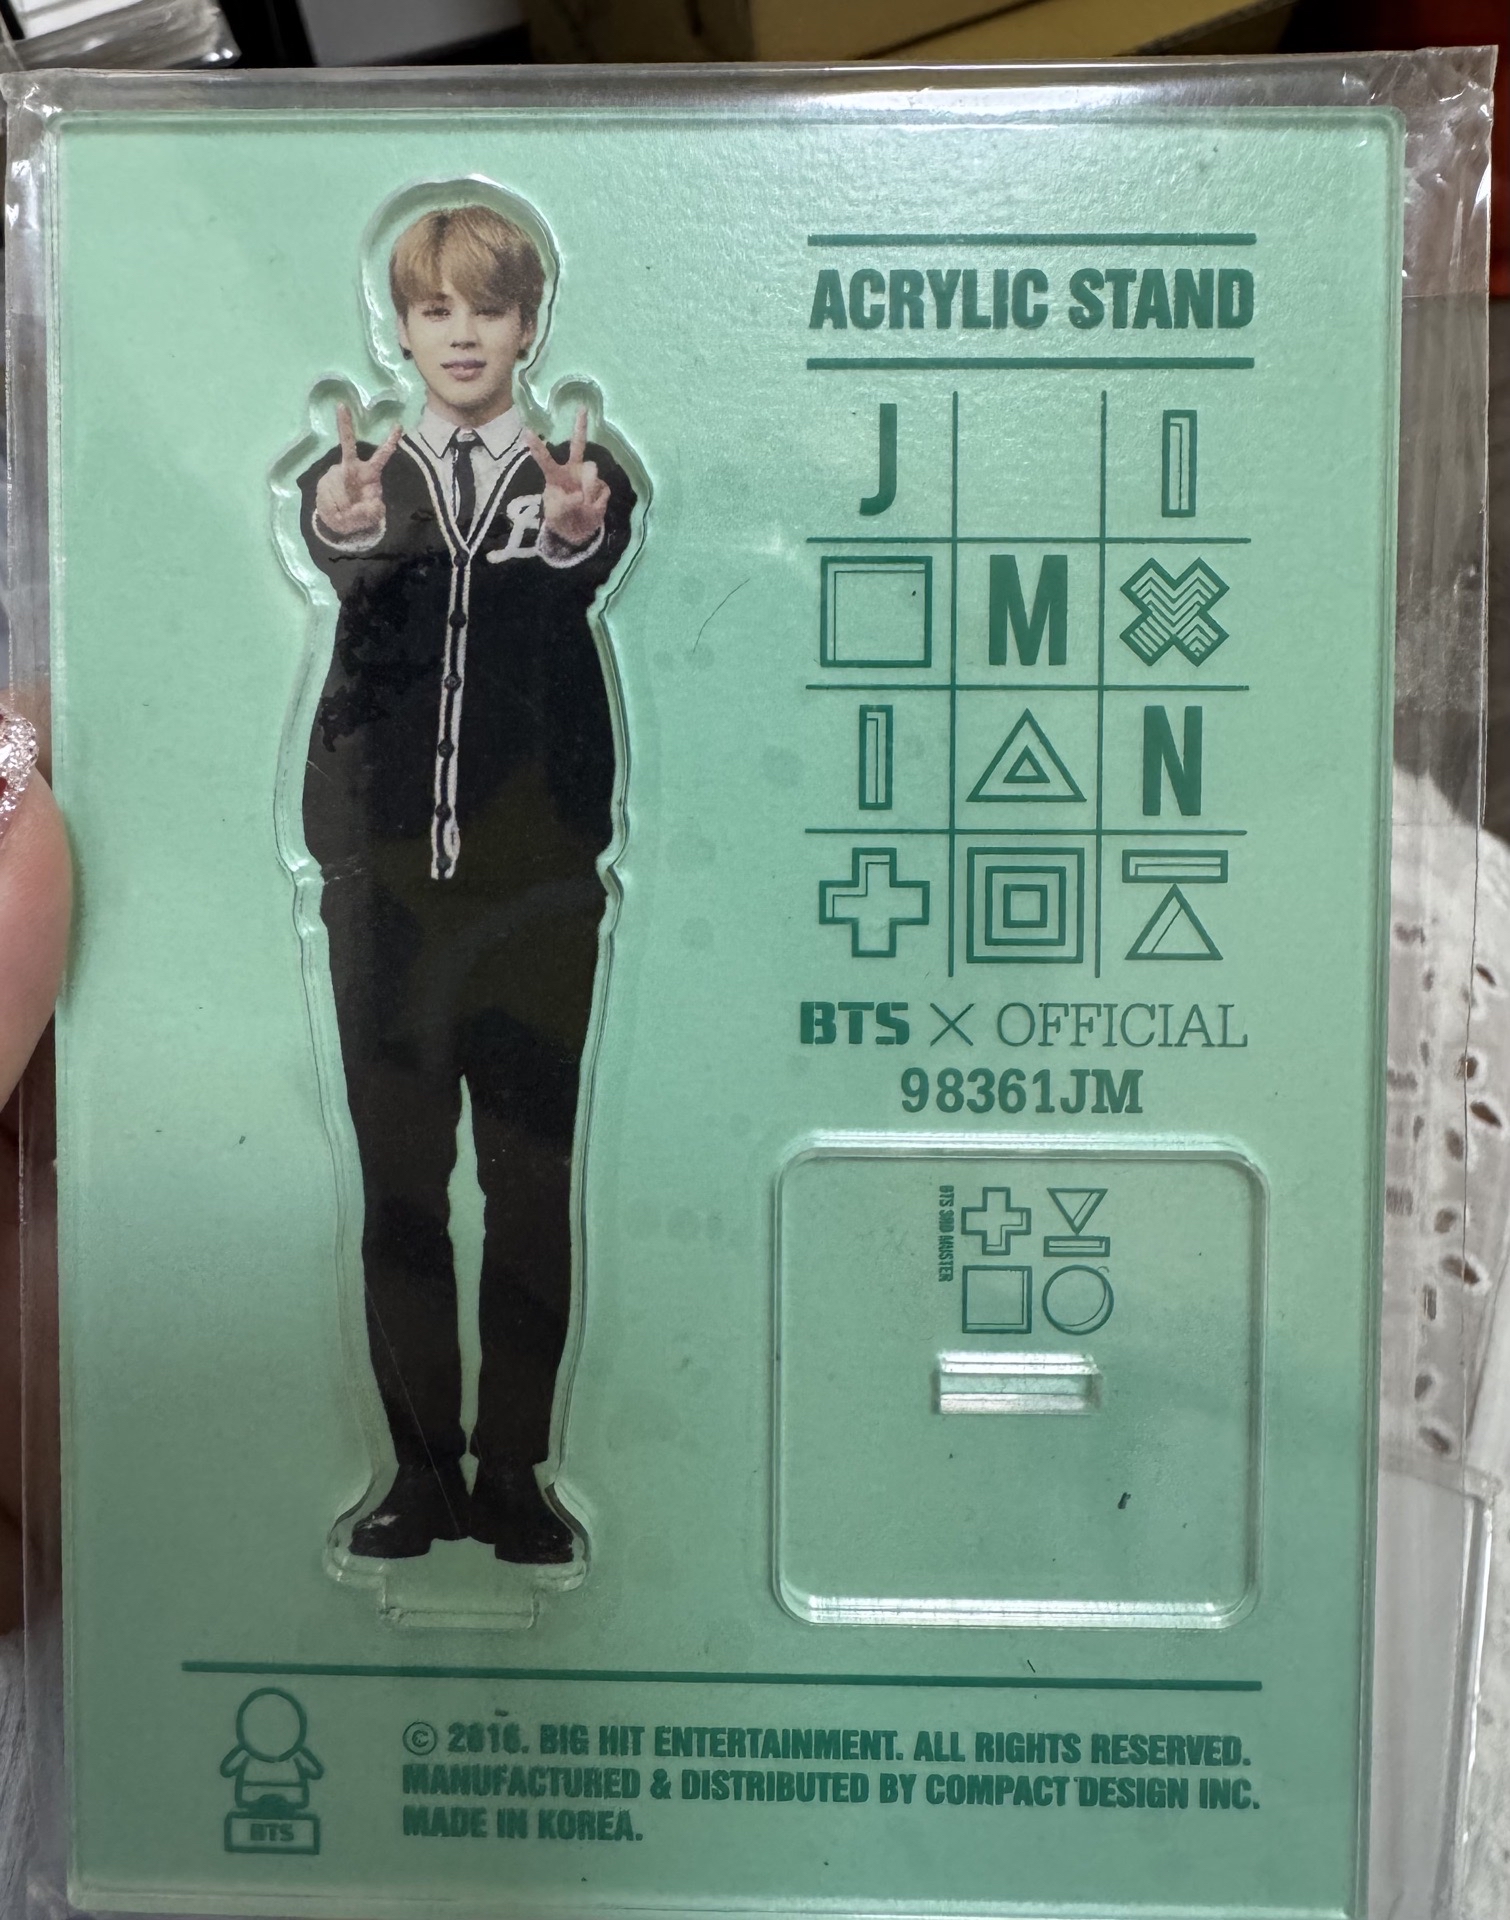 ACRYLIC STAND
J I
M
I N
BTS X OFFICIAL
98361JM
BTS 3RD MUSTER
© 2016. BIG HIT ENTERTAINMENT. ALL RIGHTS RESERVED.
MANUFACTURED & DISTRIBUTED BY COMPACT DESIGN INC.
MADE IN KOREA.
BTS